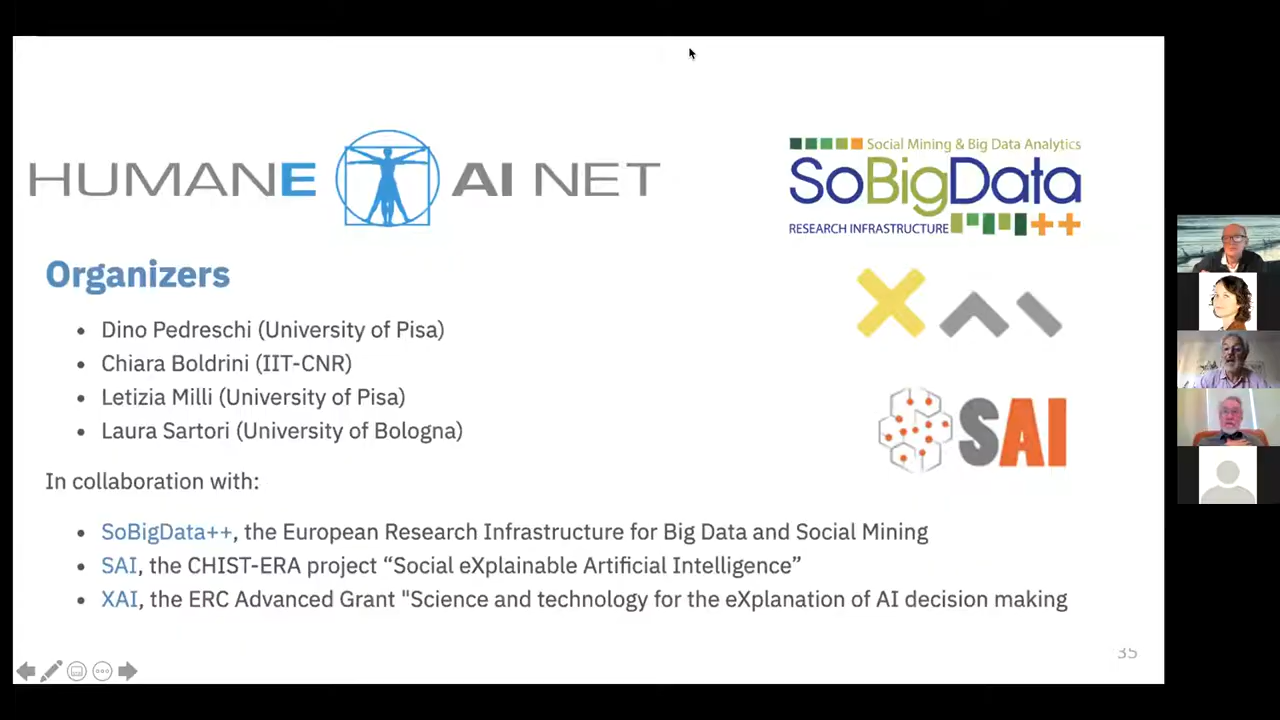 HUMANE AI NET
Social Mining & Big Data Analytics
SoBigData
RESEARCH INFRASTRUCTURE ++
Organizers
• Dino Pedreschi (University of Pisa)
• Chiara Boldrini (IIT-CNR)
• Letizia Milli (University of Pisa)
• Laura Sartori (University of Bologna)
XAI
SAI
In collaboration with:
• SoBigData++, the European Research Infrastructure for Big Data and Social Mining
• SAI, the CHIST-ERA project “Social eXplainable Artificial Intelligence”
• XAI, the ERC Advanced Grant "Science and technology for the eXplanation of AI decision making
35